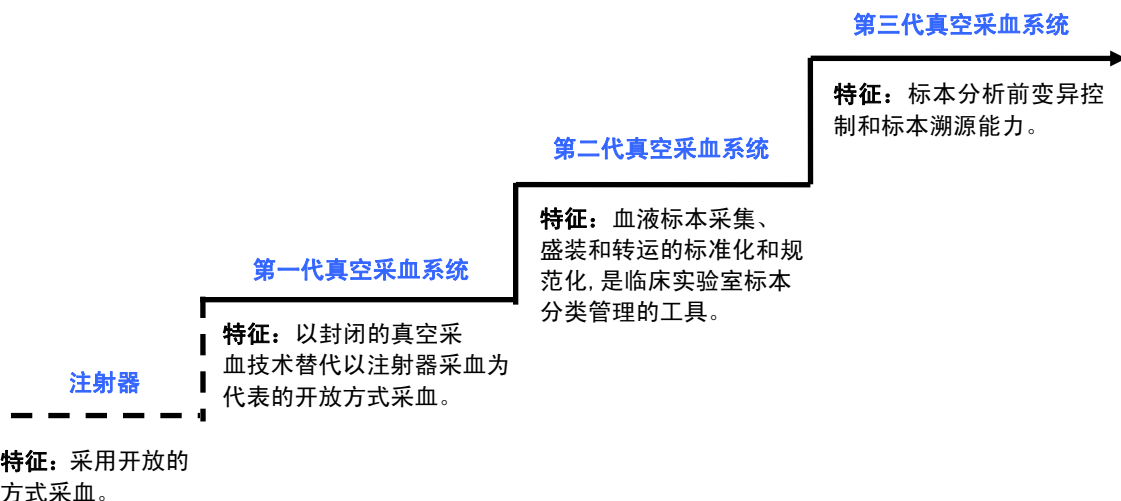 第三代真空采血系统
特征：标本分析前变异控
制和标本溯源能力。
第二代真空采血系统
特征：血液标本采集、
盛装和转运的标准化和规
范化,是临床实验室标本
分类管理的工具。
第一代真空采血系统
特征：以封闭的真空采
血技术替代以注射器采血为
代表的开放方式采血。
注射器
特征：采用开放的
方式采血。